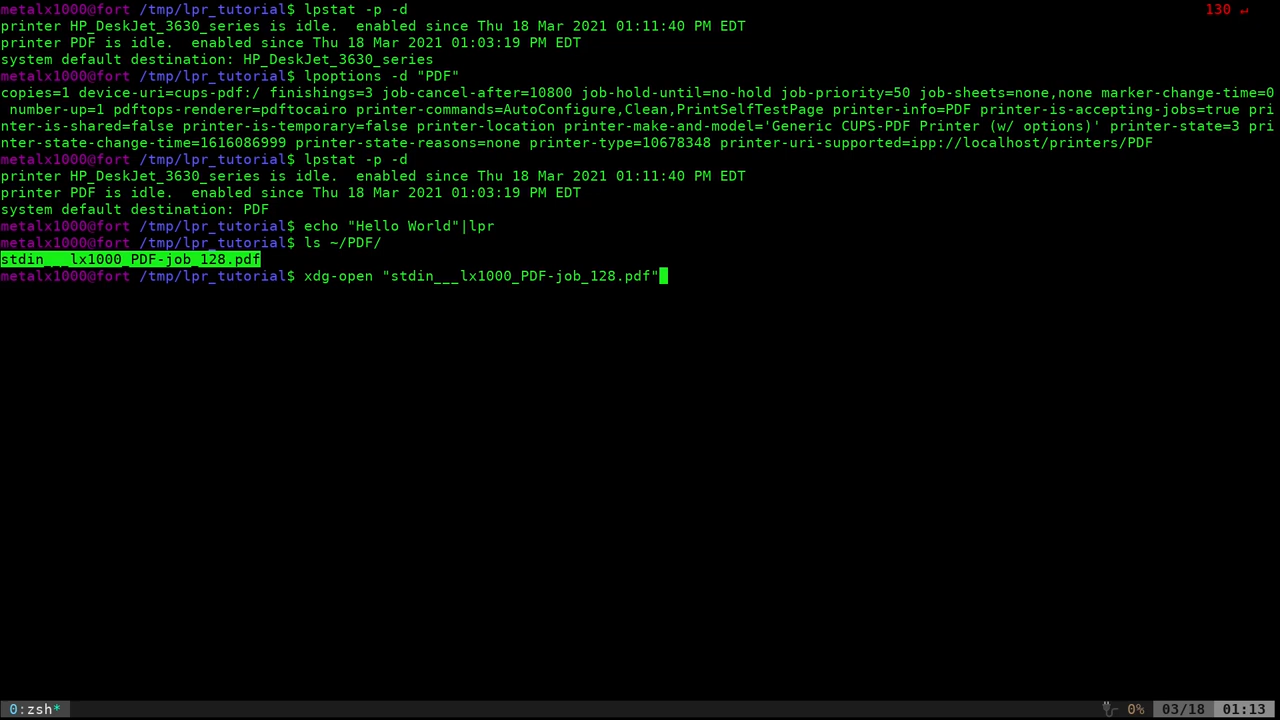 metalx1000@fort /tmp/lpr_tutorial$ lpstat -p -d 130 ↵
printer HP_DeskJet_3630_series is idle.  enabled since Thu 18 Mar 2021 01:11:40 PM EDT
printer PDF is idle.  enabled since Thu 18 Mar 2021 01:03:19 PM EDT
system default destination: HP_DeskJet_3630_series
metalx1000@fort /tmp/lpr_tutorial$ lpoptions -d "PDF"
copies=1 device-uri=cups-pdf:/ finishings=3 job-cancel-after=10800 job-hold-until=no-hold job-priority=50 job-sheets=none,none marker-change-time=0
 number-up=1 pdftops-renderer=pdftocairo printer-commands=AutoConfigure,Clean,PrintSelfTestPage printer-info=PDF printer-is-accepting-jobs=true pri
nter-is-shared=false printer-is-temporary=false printer-location printer-make-and-model='Generic CUPS-PDF Printer (w/ options)' printer-state=3 pri
nter-state-change-time=1616086999 printer-state-reasons=none printer-type=10678348 printer-uri-supported=ipp://localhost/printers/PDF
metalx1000@fort /tmp/lpr_tutorial$ lpstat -p -d
printer HP_DeskJet_3630_series is idle.  enabled since Thu 18 Mar 2021 01:11:40 PM EDT
printer PDF is idle.  enabled since Thu 18 Mar 2021 01:03:19 PM EDT
system default destination: PDF
metalx1000@fort /tmp/lpr_tutorial$ echo "Hello World"|lpr
metalx1000@fort /tmp/lpr_tutorial$ ls ~/PDF/
stdin___lx1000_PDF-job_128.pdf
metalx1000@fort /tmp/lpr_tutorial$ xdg-open "stdin___lx1000_PDF-job_128.pdf"
0:zsh* 0% 03/18 01:13